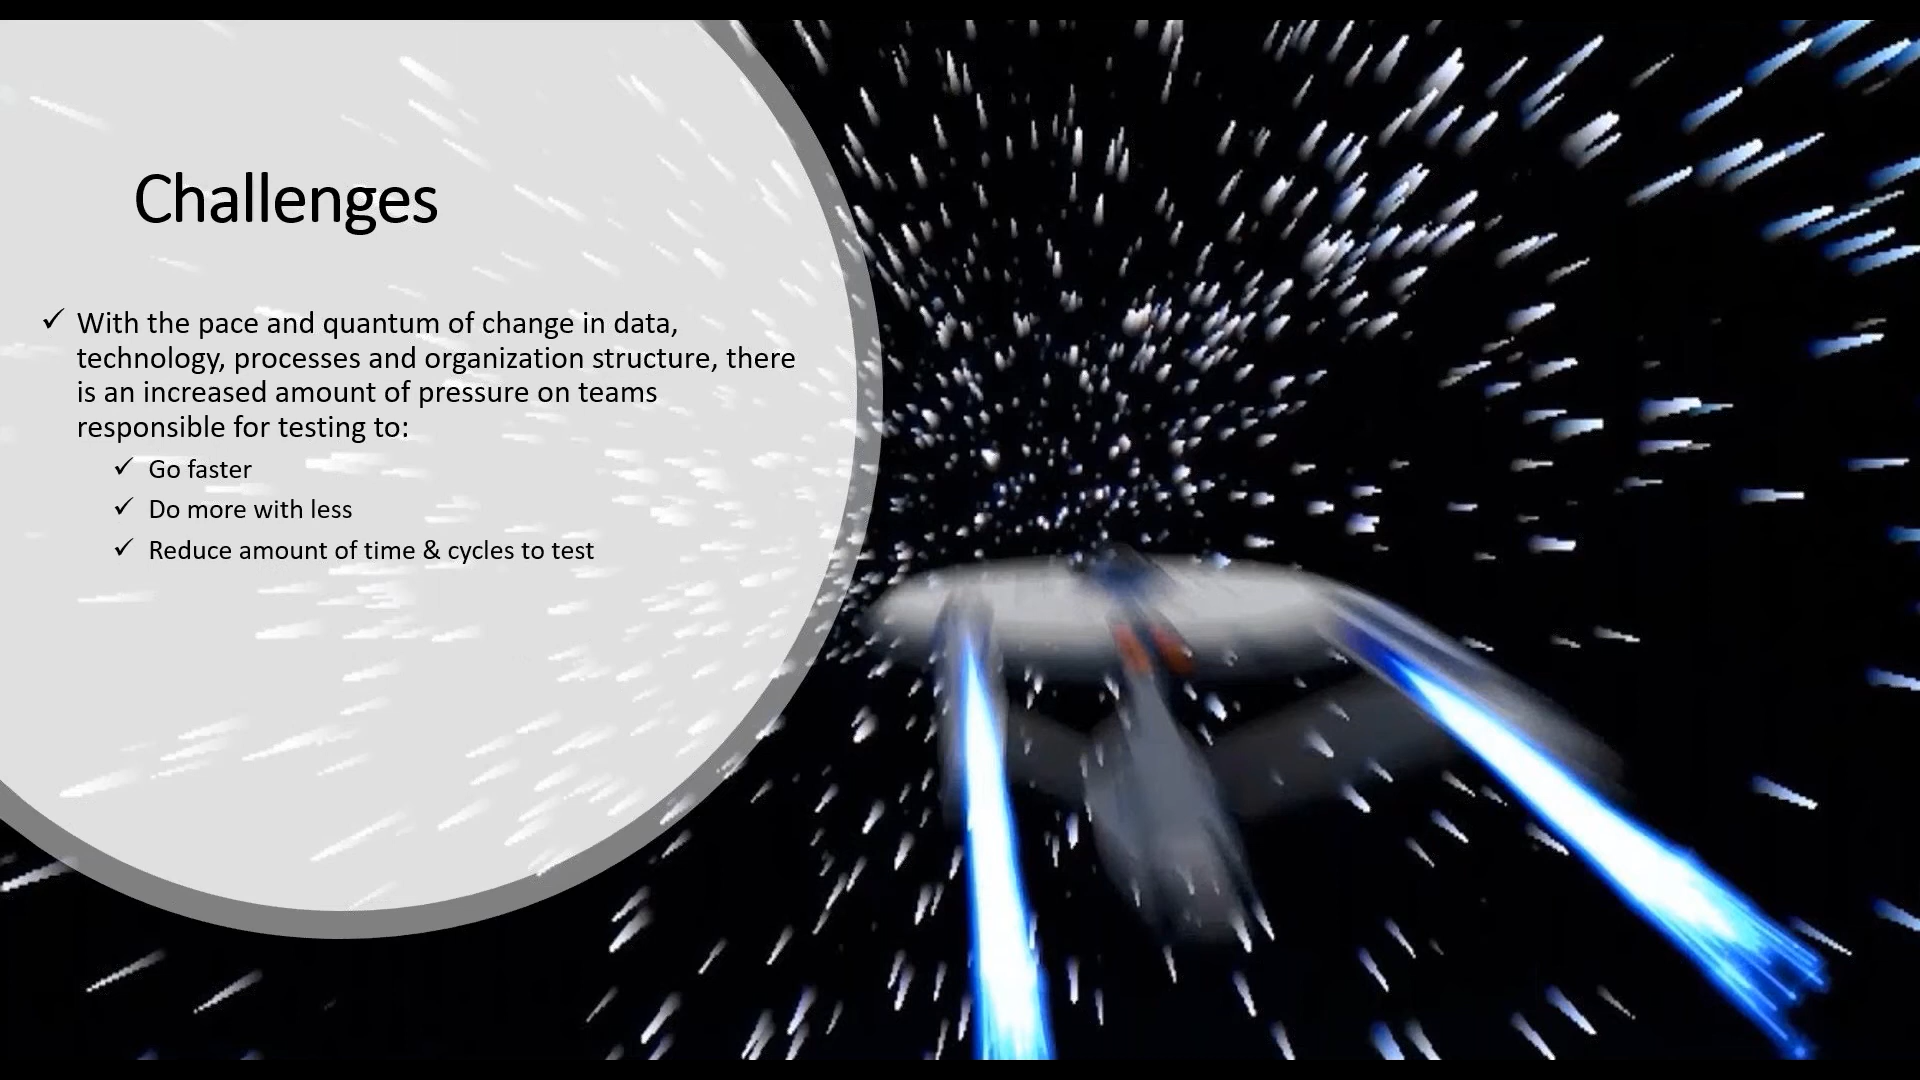 Challenges
✓ With the pace and quantum of change in data,
technology, processes and organization structure, there
is an increased amount of pressure on teams
responsible for testing to:
✓ Go faster
✓ Do more with less
✓ Reduce amount of time & cycles to test